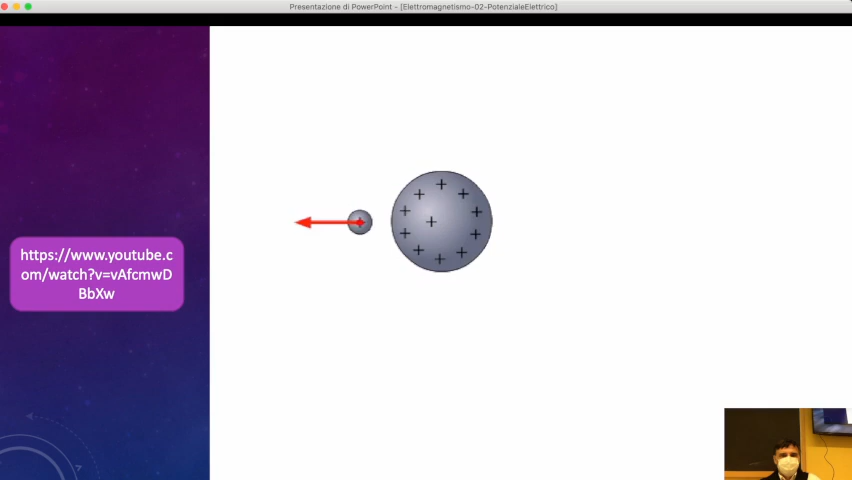 Presentazione di PowerPoint - [Elettromagnetismo-02-PotenzialeElettrico]
https://www.youtube.c
om/watch?v=vAfcmwD
BbXw